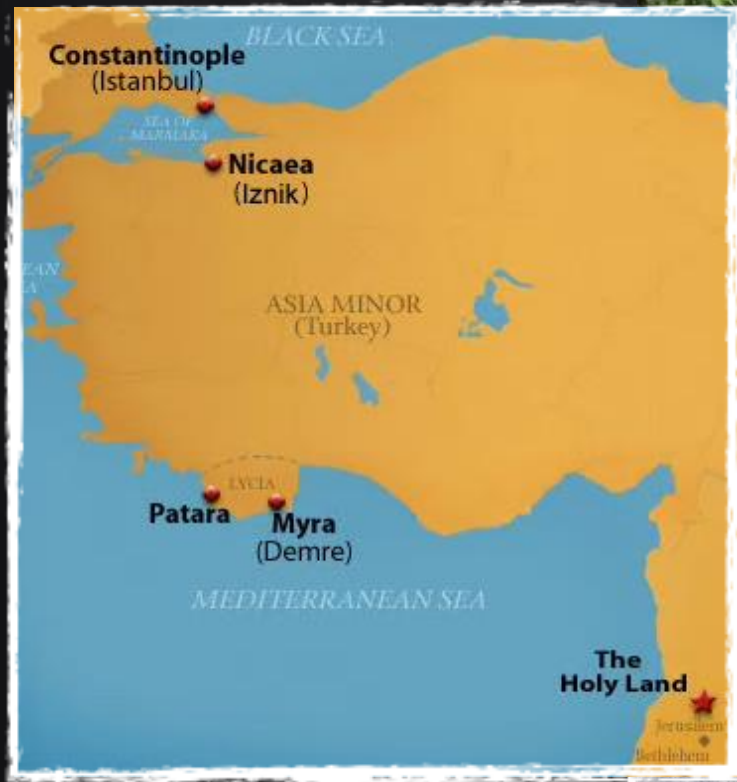 BLACK SEA
Constantinople
(Istanbul)
SEA OF
MARMARA
Nicaea
(Iznik)
EAN
A
ASIA MINOR
(Turkey)
LYCIA
Patara
Myra
(Demre)
MEDITERRANEAN SEA
The
Holy Land
Jerusalem
Bethlehem